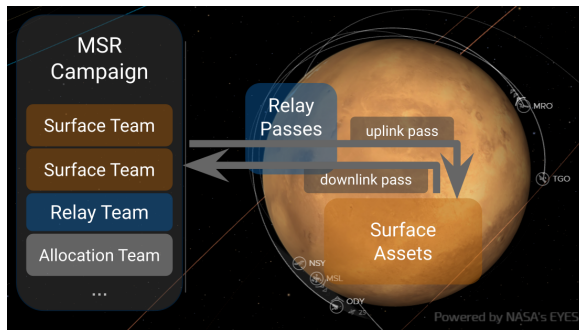 MSR
Campaign
Surface Team
Surface Team
Relay Team
Allocation Team
...
Relay
Passes
uplink pass
downlink pass
Surface
Assets
MRO
TGO
NSY
MSL
ODY
Powered by NASA's EYES